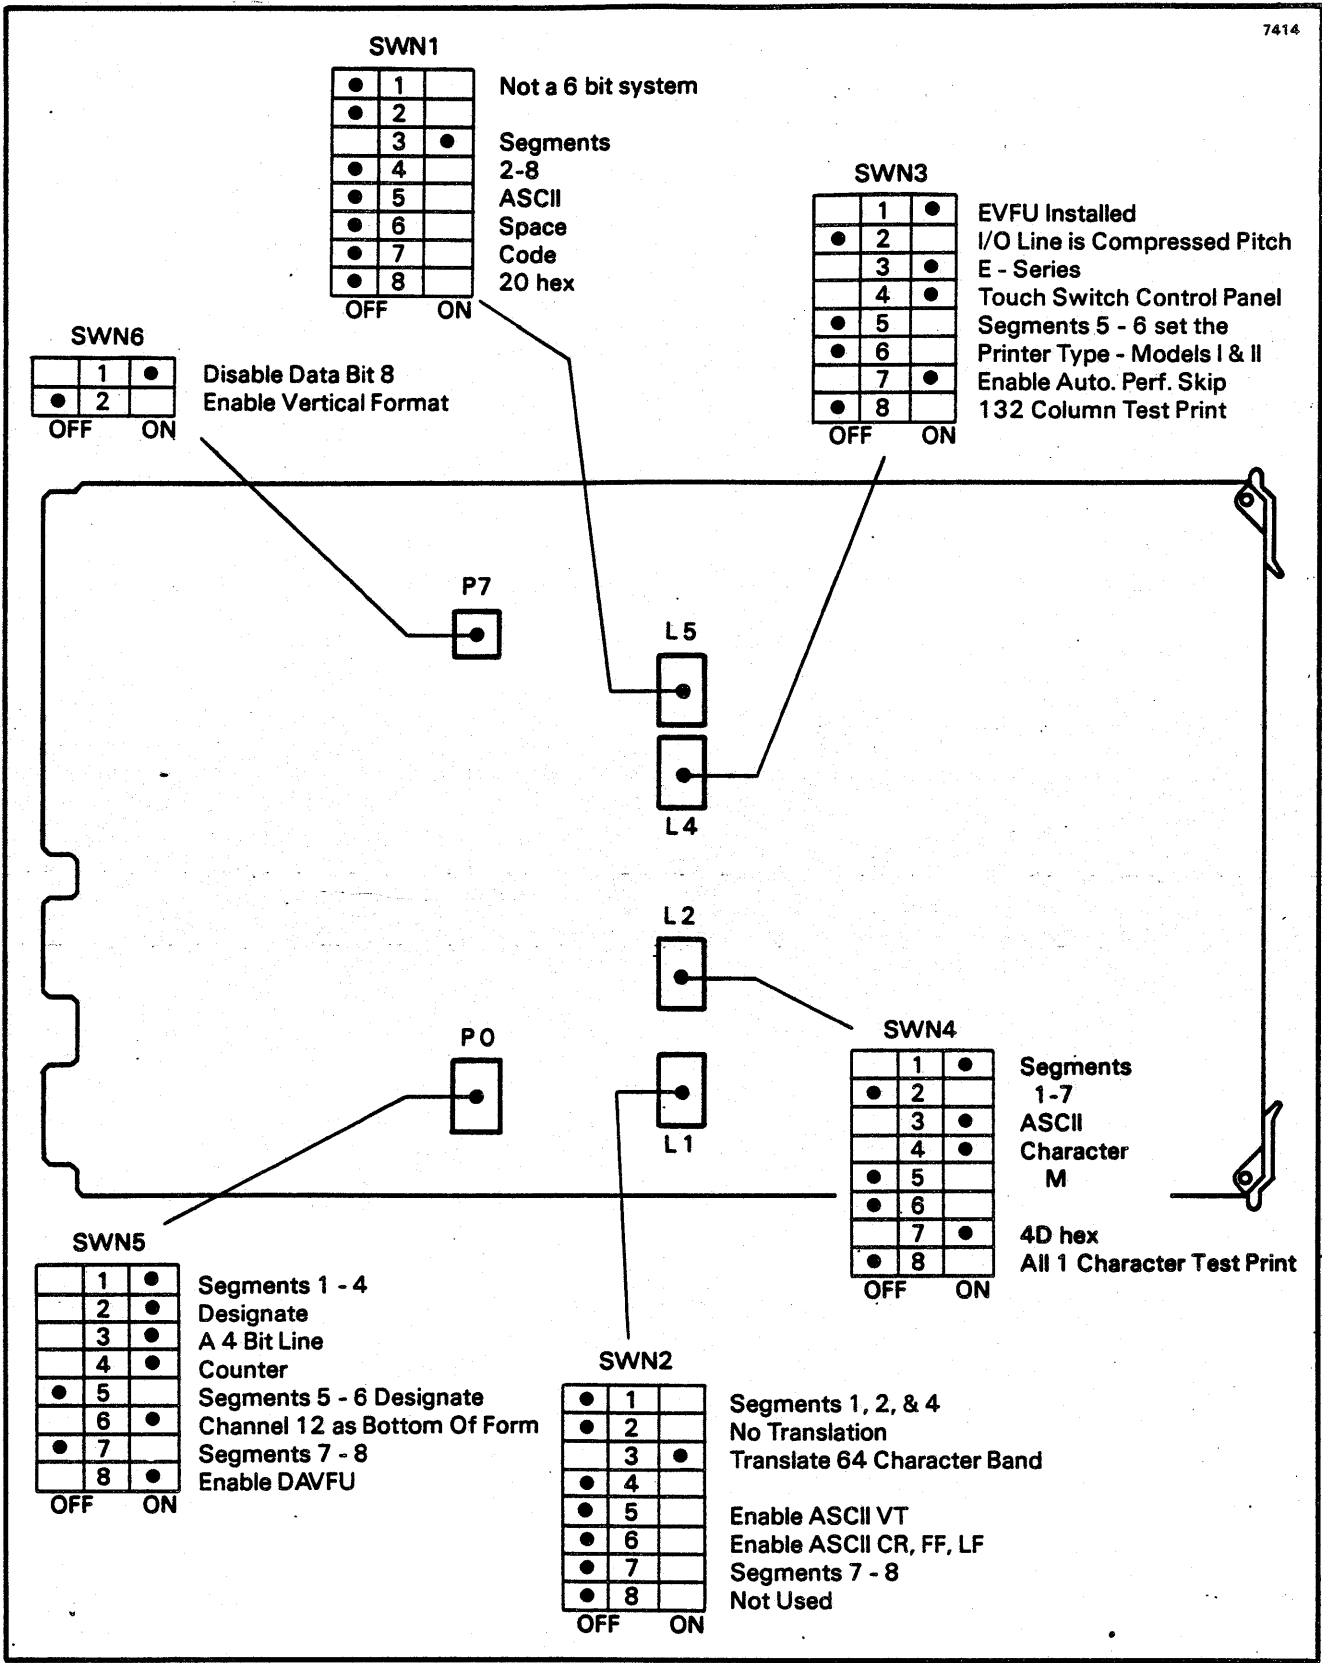 7414
SWN1
1 Not a 6 bit system
2
3 Segments
4 2-8
5 ASCII
6 Space
7 Code
8 20 hex
OFF ON
SWN3
1 EVFU Installed
2 I/O Line is Compressed Pitch
3 E - Series
4 Touch Switch Control Panel
5 Segments 5 - 6 set the
6 Printer Type - Models I & II
7 Enable Auto. Perf. Skip
8 132 Column Test Print
OFF ON
SWN6
1 Disable Data Bit 8
2 Enable Vertical Format
OFF ON
P7
L5
L4
L2
P0
L1
SWN4
1 Segments
2 1-7
3 ASCII
4 Character
5 M
6
7 4D hex
8 All 1 Character Test Print
OFF ON
SWN5
1 Segments 1 - 4
2 Designate
3 A 4 Bit Line
4 Counter
5 Segments 5 - 6 Designate
6 Channel 12 as Bottom Of Form
7 Segments 7 - 8
8 Enable DAVFU
OFF ON
SWN2
1 Segments 1, 2, & 4
2 No Translation
3 Translate 64 Character Band
4
5 Enable ASCII VT
6 Enable ASCII CR, FF, LF
7 Segments 7 - 8
8 Not Used
OFF ON